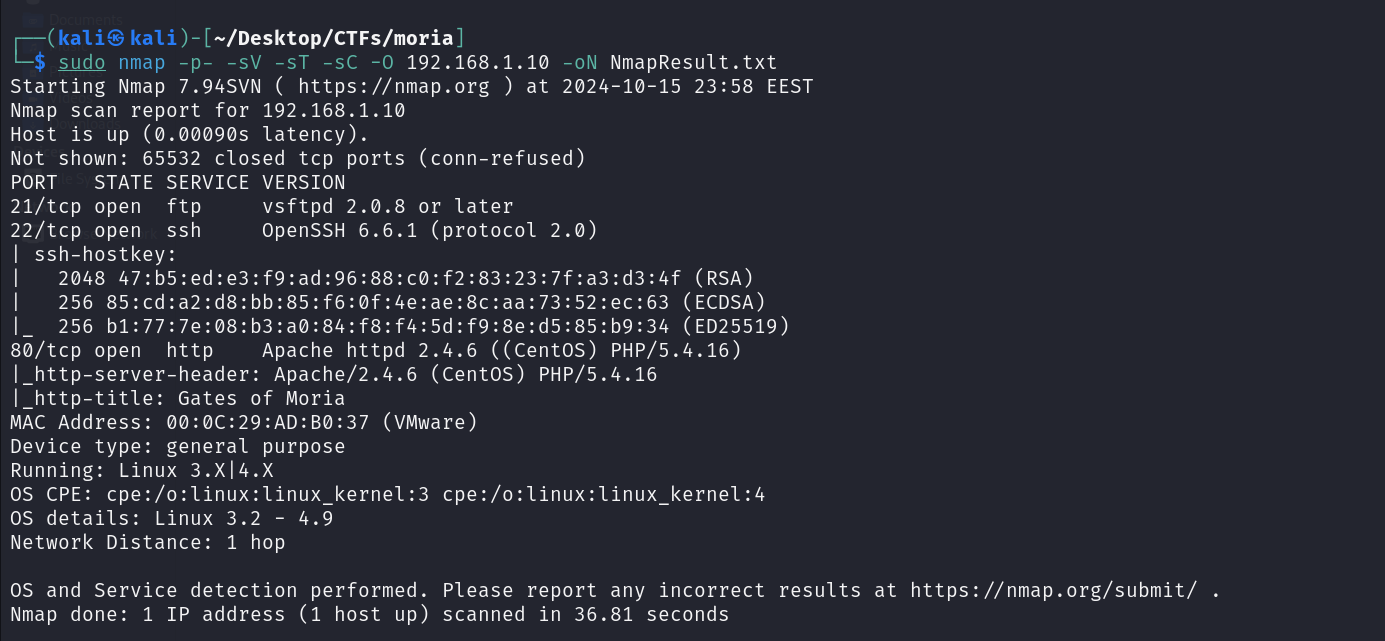 Documents
┌──(kali㉿kali)-[~/Desktop/CTFs/moria]
└─$ sudo nmap -p- -sV -sT -sC -O 192.168.1.10 -oN NmapResult.txt
Starting Nmap 7.94SVN ( https://nmap.org ) at 2024-10-15 23:58 EEST
Nmap scan report for 192.168.1.10
Host is up (0.00090s latency).
Not shown: 65532 closed tcp ports (conn-refused)
PORT   STATE SERVICE VERSION
21/tcp open  ftp     vsftpd 2.0.8 or later
22/tcp open  ssh     OpenSSH 6.6.1 (protocol 2.0)
| ssh-hostkey:
|   2048 47:b5:ed:e3:f9:ad:96:88:c0:f2:83:23:7f:a3:d3:4f (RSA)
|   256 85:cd:a2:d8:bb:85:f6:0f:4e:ae:8c:aa:73:52:ec:63 (ECDSA)
|_  256 b1:77:7e:08:b3:a0:84:f8:f4:5d:f9:8e:d5:85:b9:34 (ED25519)
80/tcp open  http    Apache httpd 2.4.6 ((CentOS) PHP/5.4.16)
|_http-server-header: Apache/2.4.6 (CentOS) PHP/5.4.16
|_http-title: Gates of Moria
MAC Address: 00:0C:29:AD:B0:37 (VMware)
Device type: general purpose
Running: Linux 3.X|4.X
OS CPE: cpe:/o:linux:linux_kernel:3 cpe:/o:linux:linux_kernel:4
OS details: Linux 3.2 - 4.9
Network Distance: 1 hop
OS and Service detection performed. Please report any incorrect results at https://nmap.org/submit/ .
Nmap done: 1 IP address (1 host up) scanned in 36.81 seconds